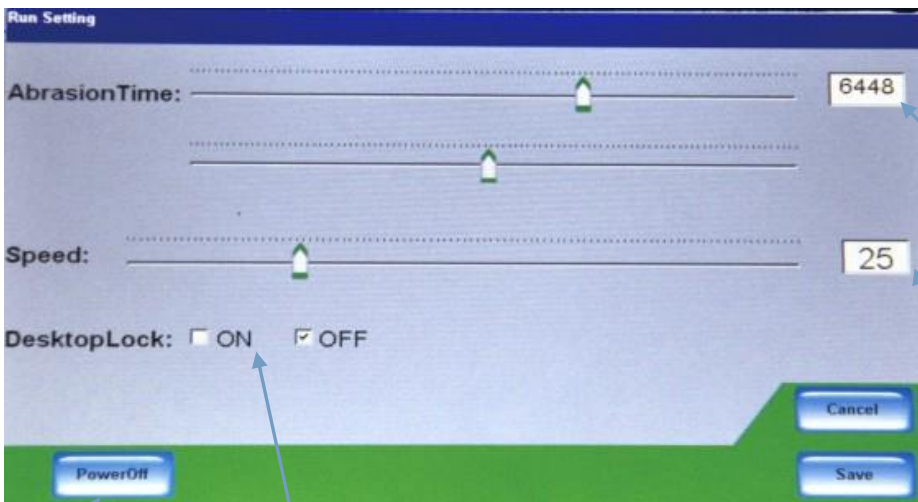 Run Setting
AbrasionTime: 6448
Speed: 25
DesktopLock: ON OFF
Cancel
PowerOff Save